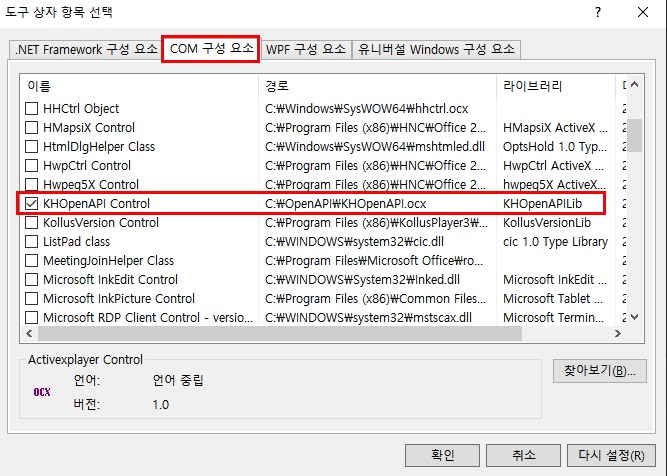 도구 상자 항목 선택
.NET Framework 구성 요소 COM 구성 요소 WPF 구성 요소 유니버설 Windows 구성 요소
이름 경로 라이브러리
HHCtrl Object C:₩Windows₩SysWOW64₩hhctrl.ocx
HMapsiX Control C:₩Program Files (x86)₩HNC₩Office 2... HMapsiX ActiveX ... 2
HtmlDlgHelper Class C:₩Program Files (x86)₩mshtmled.dll OptsHold 1.0 Typ... 2
HwpCtrl Control C:₩Program Files (x86)₩HNC₩Office 2... HwpCtrl ActiveX ... 2
Hwpeq5X Control C:₩Program Files (x86)₩HNC₩Office 2... hwpeq5X ActiveX... 2
KHOpenAPI Control C:₩OpenAPI₩KHOpenAPI.ocx KHOpenAPILib
KollusVersion Control C:₩Program Files (x86)₩KollusPlayer3₩... KollusVersionLib 2
ListPad class C:₩WINDOWS₩system32₩cic.dll cic 1.0 Type Library 2
MeetingJoinHelper Class C:₩Program Files₩Microsoft Office₩ro... 2
Microsoft InkEdit Control C:₩WINDOWS₩System₩Inked.dll Microsoft InkEdit ... 2
Microsoft InkPicture Control C:₩Program Files (x86)₩Common Files... Microsoft Tablet ... 2
Microsoft RDP Client Control - versio... C:₩WINDOWS₩system32₩mstscax.dll Microsoft Termin... 2
Activexplayer Control
OCX
언어: 언어 중립
버전: 1.0
찾아보기(B)...
확인 취소 다시 설정(R)